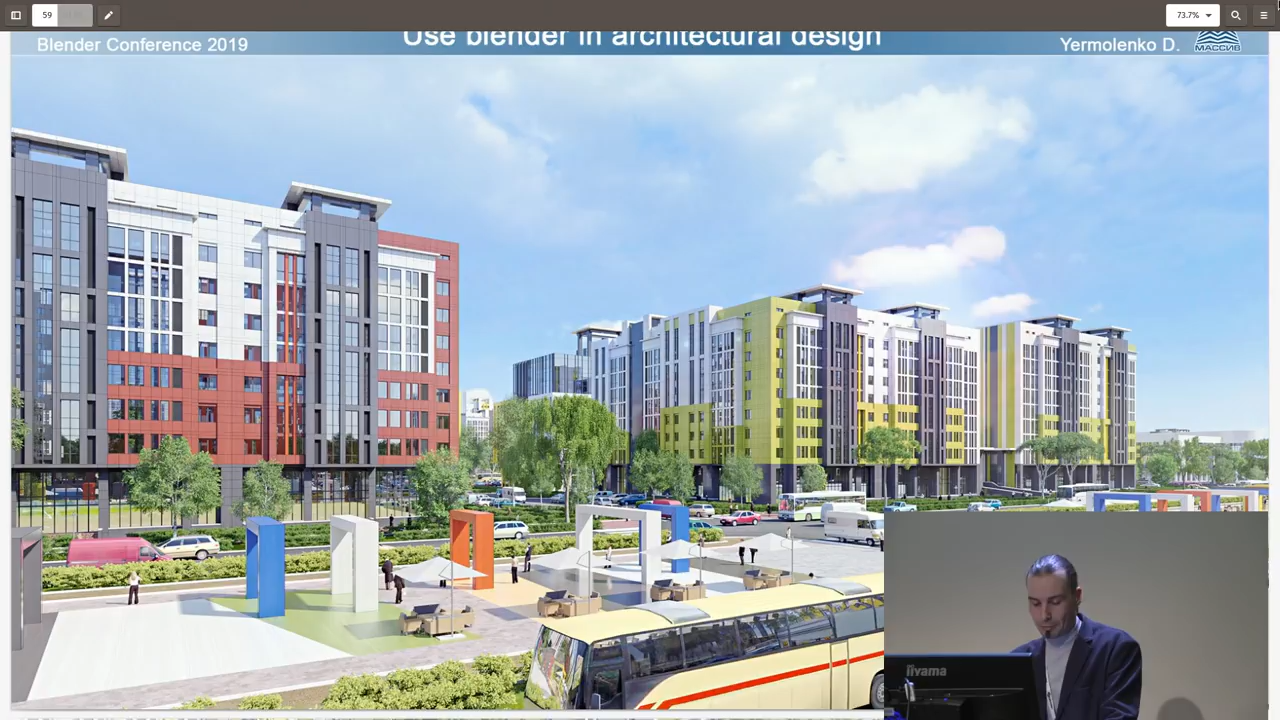 59
73.7%
Blender Conference 2019
Use blender in architectural design
Yermolenko D.
МАССИВ
iiyama